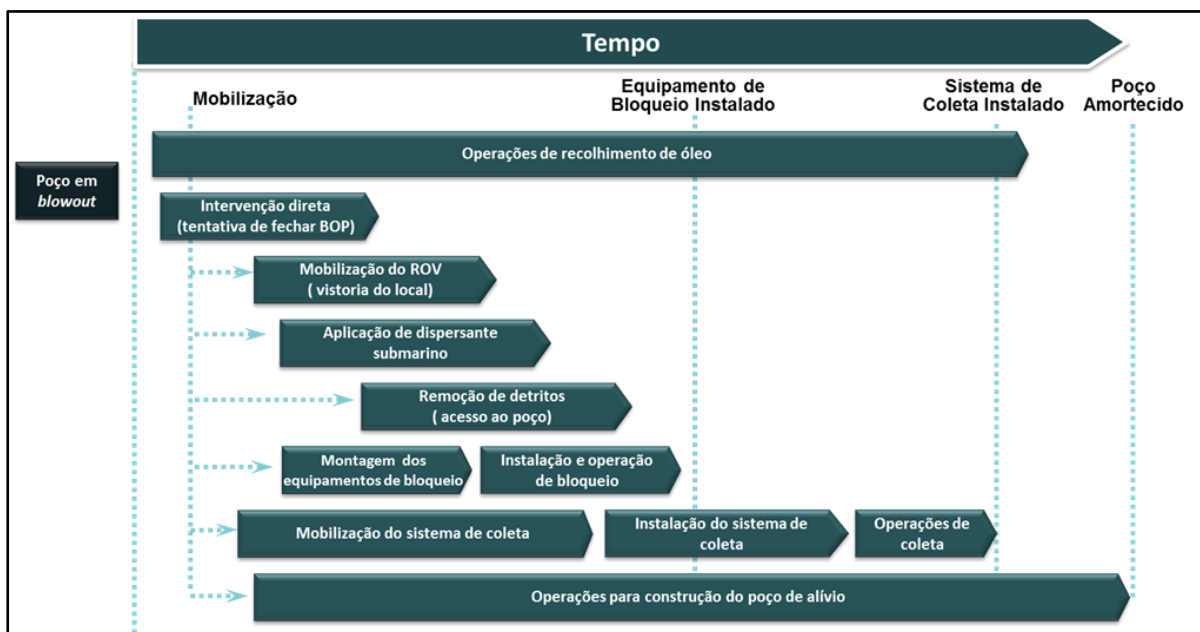 Tempo
Mobilização
Equipamento de
Bloqueio Instalado
Sistema de
Coleta Instalado
Poço
Amortecido
Operações de recolhimento de óleo
Poço em
blowout
Intervenção direta
(tentativa de fechar BOP)
Mobilização do ROV
( vistoria do local)
Aplicação de dispersante
submarino
Remoção de detritos
( acesso ao poço)
Montagem dos
equipamentos de bloqueio
Instalação e operação
de bloqueio
Mobilização do sistema de coleta
Instalação do sistema de
coleta
Operações de
coleta
Operações para construção do poço de alívio